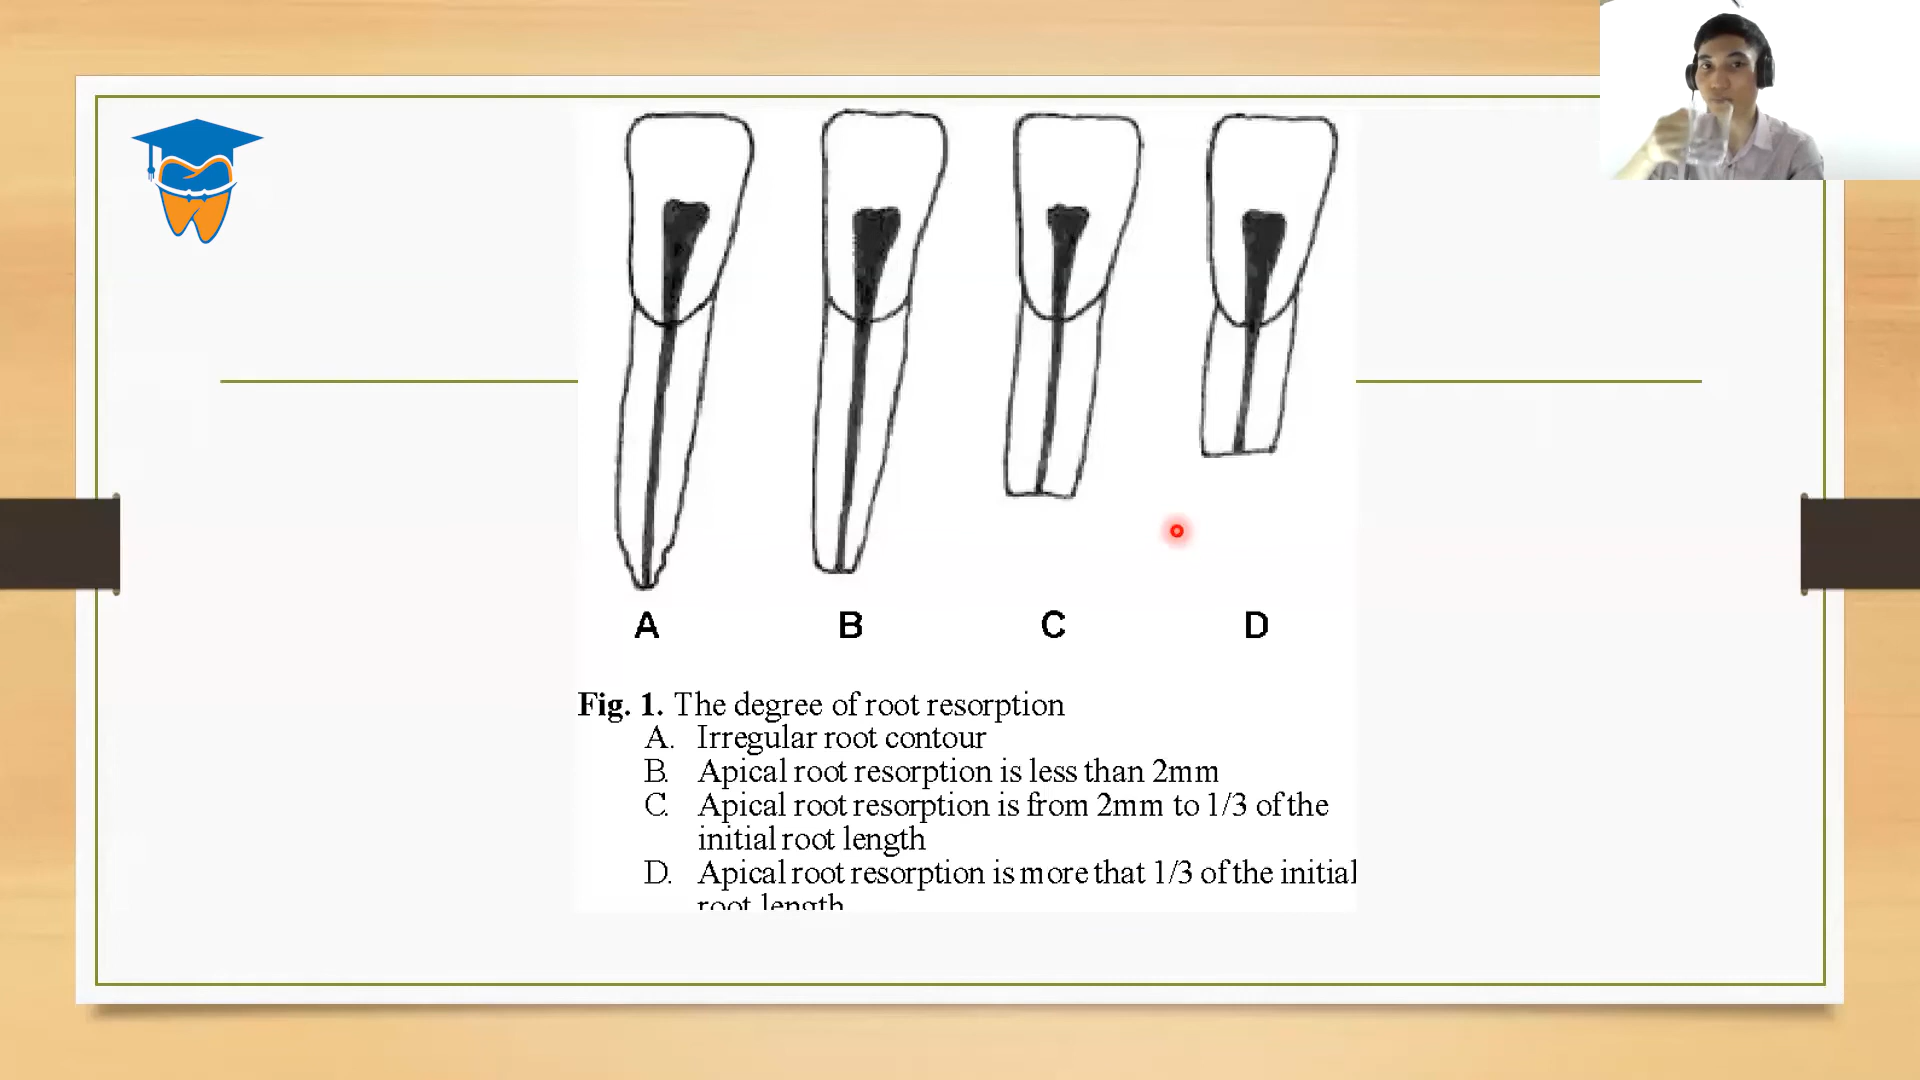 A B C D
Fig. 1. The degree of root resorption
A. Irregular root contour
B. Apical root resorption is less than 2mm
C. Apical root resorption is from 2mm to 1/3 of the
initial root length
D. Apical root resorption is more that 1/3 of the initial
root length